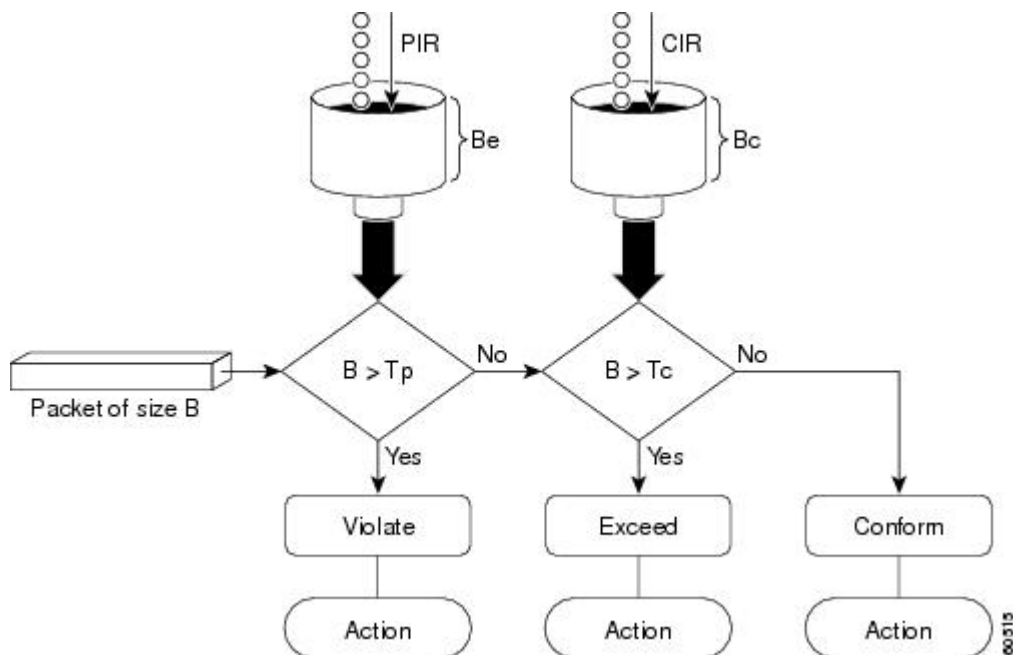 PIR
CIR
Be
Bc
B > Tp
No
B > Tc
No
Packet of size B
Yes
Yes
Violate
Exceed
Conform
Action
Action
Action
60515